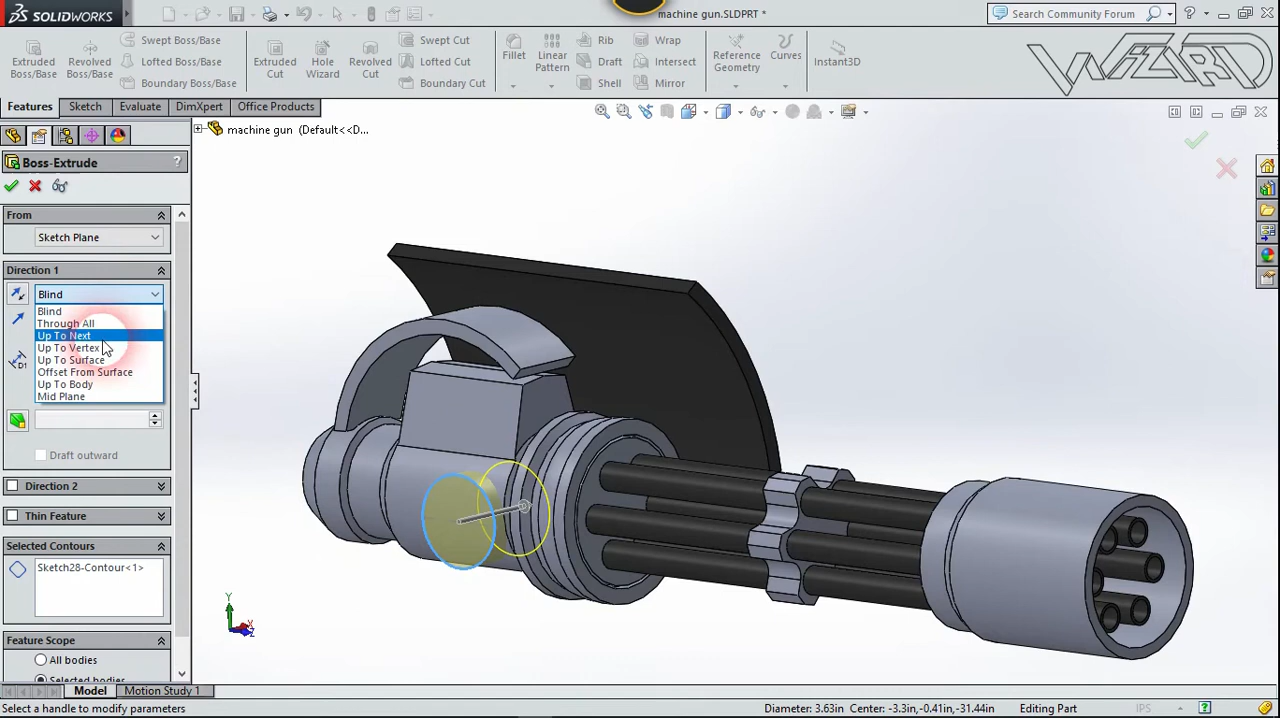 SOLIDWORKS
machine gun.SLDPRT *
Search Community Forum
Extruded Boss/Base
Revolved Boss/Base
Swept Boss/Base
Lofted Boss/Base
Boundary Boss/Base
Extruded Cut
Hole Wizard
Revolved Cut
Swept Cut
Lofted Cut
Boundary Cut
Fillet
Linear Pattern
Rib
Draft
Shell
Wrap
Intersect
Mirror
Reference Geometry
Curves
Instant3D
WIZARD
Features
Sketch
Evaluate
DimXpert
Office Products
machine gun (Default<<D...
Boss-Extrude
?
From
Sketch Plane
Direction 1
Blind
Blind
Through All
Up To Next
Up To Vertex
Up To Surface
Offset From Surface
Up To Body
Mid Plane
D1
Draft outward
Direction 2
Thin Feature
Selected Contours
Sketch28-Contour<1>
Feature Scope
All bodies
Selected bodies
Y
X
Z
Model
Motion Study 1
Select a handle to modify parameters
Diameter: 3.63in, Center: -3.3in,-0.41in,-31.44in
Editing Part
IPS
?